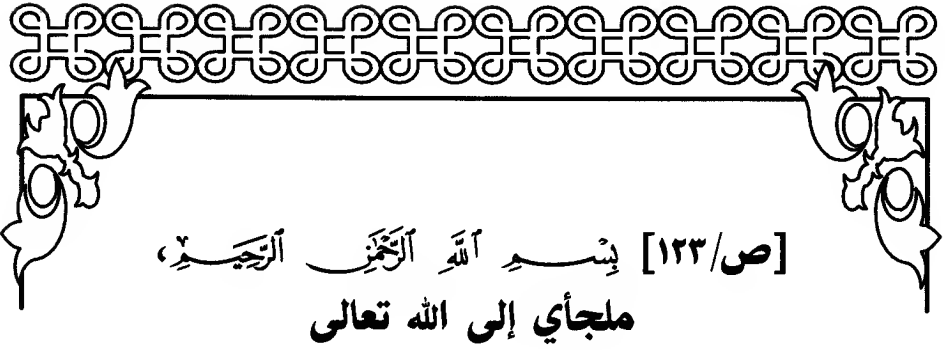 [ص/١٢٣] بِسْمِ ٱللَّهِ ٱلرَّحْمَٰنِ ٱلرَّحِيمِ،
ملجأي إلى الله تعالى